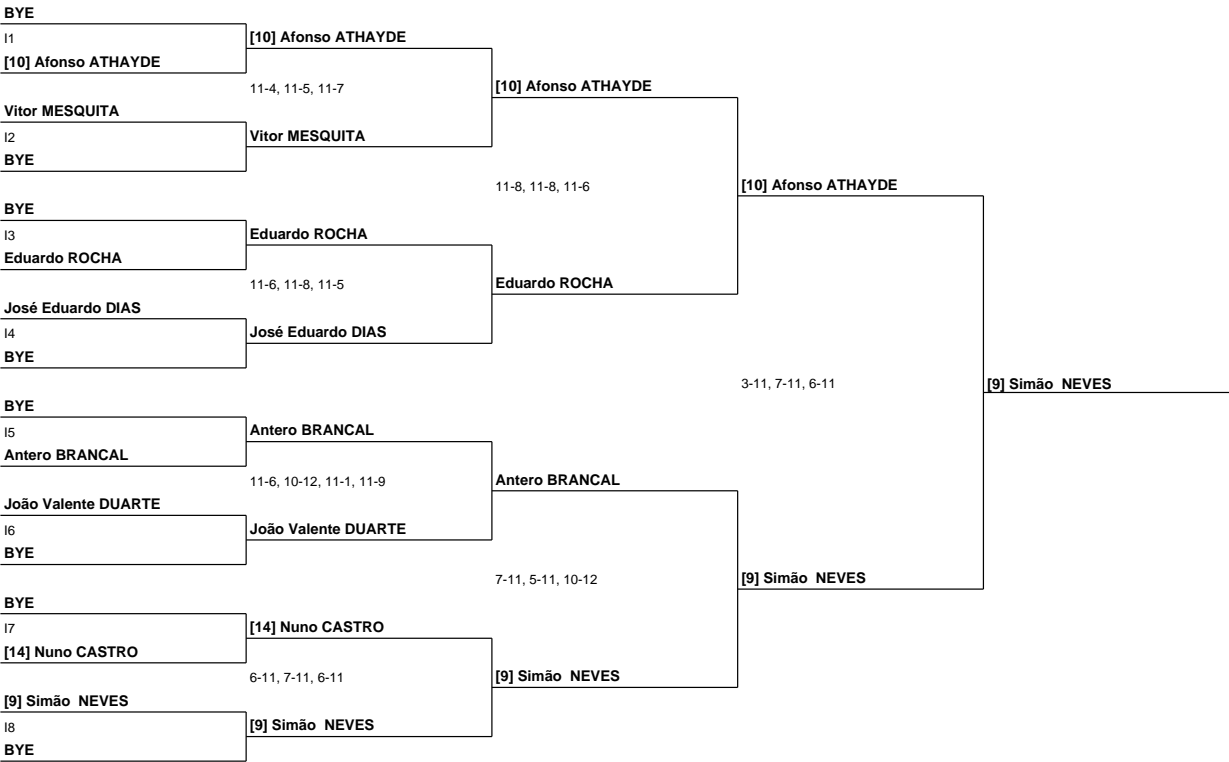 BYE
I1
[10] Afonso ATHAYDE
[10] Afonso ATHAYDE
11-4, 11-5, 11-7
[10] Afonso ATHAYDE
Vitor MESQUITA
I2
Vitor MESQUITA
BYE
11-8, 11-8, 11-6
[10] Afonso ATHAYDE
BYE
I3
Eduardo ROCHA
Eduardo ROCHA
11-6, 11-8, 11-5
Eduardo ROCHA
José Eduardo DIAS
I4
José Eduardo DIAS
BYE
3-11, 7-11, 6-11
[9] Simão  NEVES
BYE
I5
Antero BRANCAL
Antero BRANCAL
11-6, 10-12, 11-1, 11-9
Antero BRANCAL
João Valente DUARTE
I6
João Valente DUARTE
BYE
7-11, 5-11, 10-12
[9] Simão  NEVES
BYE
I7
[14] Nuno CASTRO
[14] Nuno CASTRO
6-11, 7-11, 6-11
[9] Simão  NEVES
[9] Simão  NEVES
I8
[9] Simão  NEVES
BYE